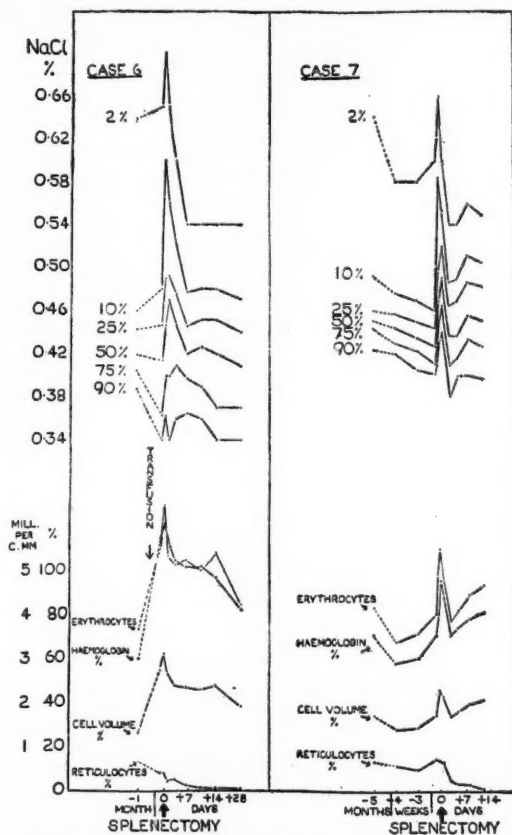 NaCl
%
CASE 6
CASE 7
0·66
0·62
0·58
0·54
0·50
0·46
0·42
0·38
0·34
2%
10%
25%
50%
75%
90%
2%
10%
25%
50%
75%
90%
TRANSFUSION
MILL. PER C.MM
%
5 100
4 80
3 60
2 40
1 20
0
ERYTHROCYTES
HAEMOGLOBIN %
CELL VOLUME %
RETICULOCYTES %
ERYTHROCYTES
HAEMOGLOBIN %
CELL VOLUME %
RETICULOCYTES %
-1 0 +7 +14 +28
MONTH DAYS
SPLENECTOMY
-5 +4 -3 0 +7 +14
MONTHS WEEKS DAYS
SPLENECTOMY